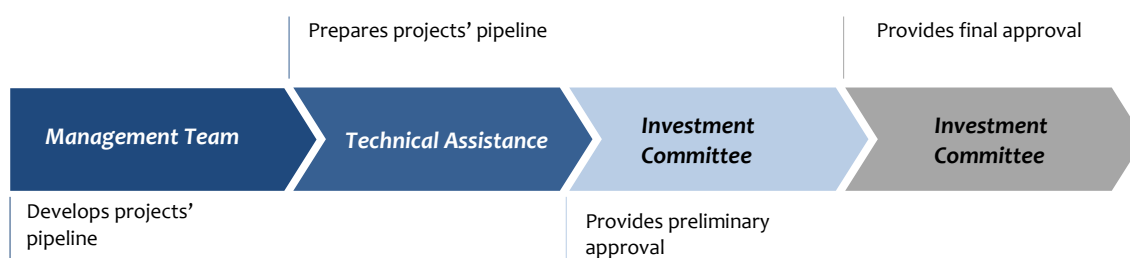 Prepares projects’ pipeline
Provides final approval
Management Team
Technical Assistance
Investment
Committee
Investment
Committee
Develops projects’
pipeline
Provides preliminary
approval